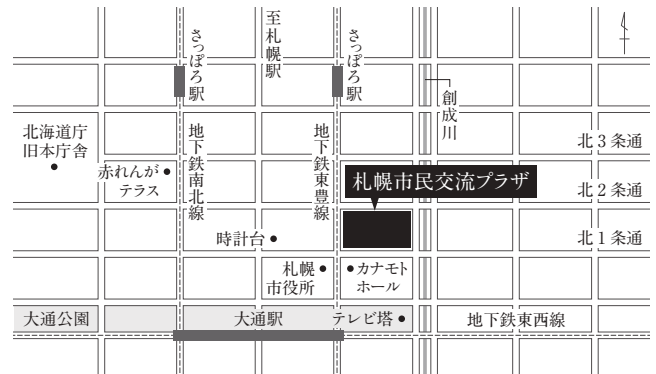 さっぽろ駅
至札幌駅
さっぽろ駅
創成川
北海道庁
旧本庁舎
地下鉄南北線
地下鉄東豊線
北3条通
赤れんが
テラス
札幌市民交流プラザ
北2条通
時計台
北1条通
札幌
市役所
カナモト
ホール
大通公園
大通駅
テレビ塔
地下鉄東西線